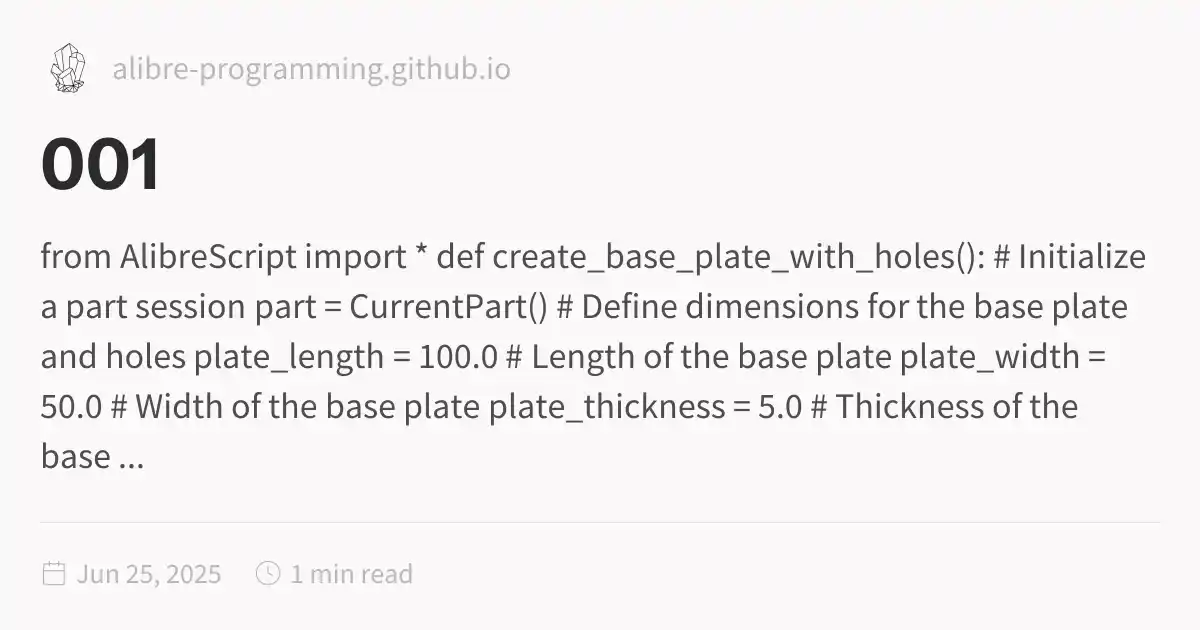 alibre-programming.github.io
001
from AlibreScript import * def create_base_plate_with_holes(): # Initialize
a part session part = CurrentPart() # Define dimensions for the base plate
and holes plate_length = 100.0 # Length of the base plate plate_width =
50.0 # Width of the base plate plate_thickness = 5.0 # Thickness of the
base ...
Jun 25, 2025 1 min read